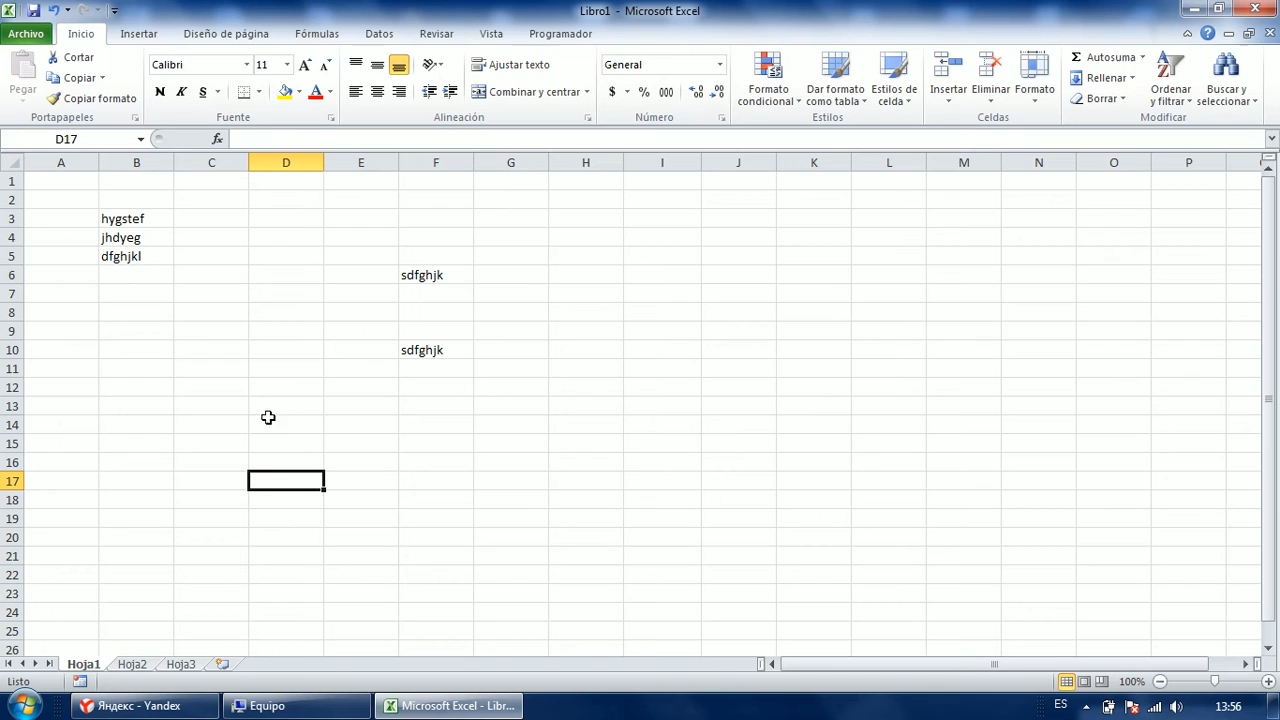 Libro1 - Microsoft Excel
Archivo Inicio Insertar Diseño de página Fórmulas Datos Revisar Vista Programador
Pegar
Cortar
Copiar
Copiar formato
Portapapeles
Calibri 11
N K S
Fuente
Ajustar texto
Combinar y centrar
Alineación
General
$ % 000
Número
Formato condicional
Dar formato como tabla
Estilos de celda
Estilos
Insertar
Eliminar
Formato
Celdas
Autosuma
Rellenar
Borrar
Ordenar y filtrar
Buscar y seleccionar
Modificar
D17 fx
A B C D E F G H I J K L M N O P
1
2
3 hygstef
4 jhdyeg
5 dfghjkl
6 sdfghjk
7
8
9
10 sdfghjk
11
12
13
14
15
16
17
18
19
20
21
22
23
24
25
26
Hoja1 Hoja2 Hoja3
Listo 100%
Яндекс - Yandex
Equipo
Microsoft Excel - Libr...
ES 13:56